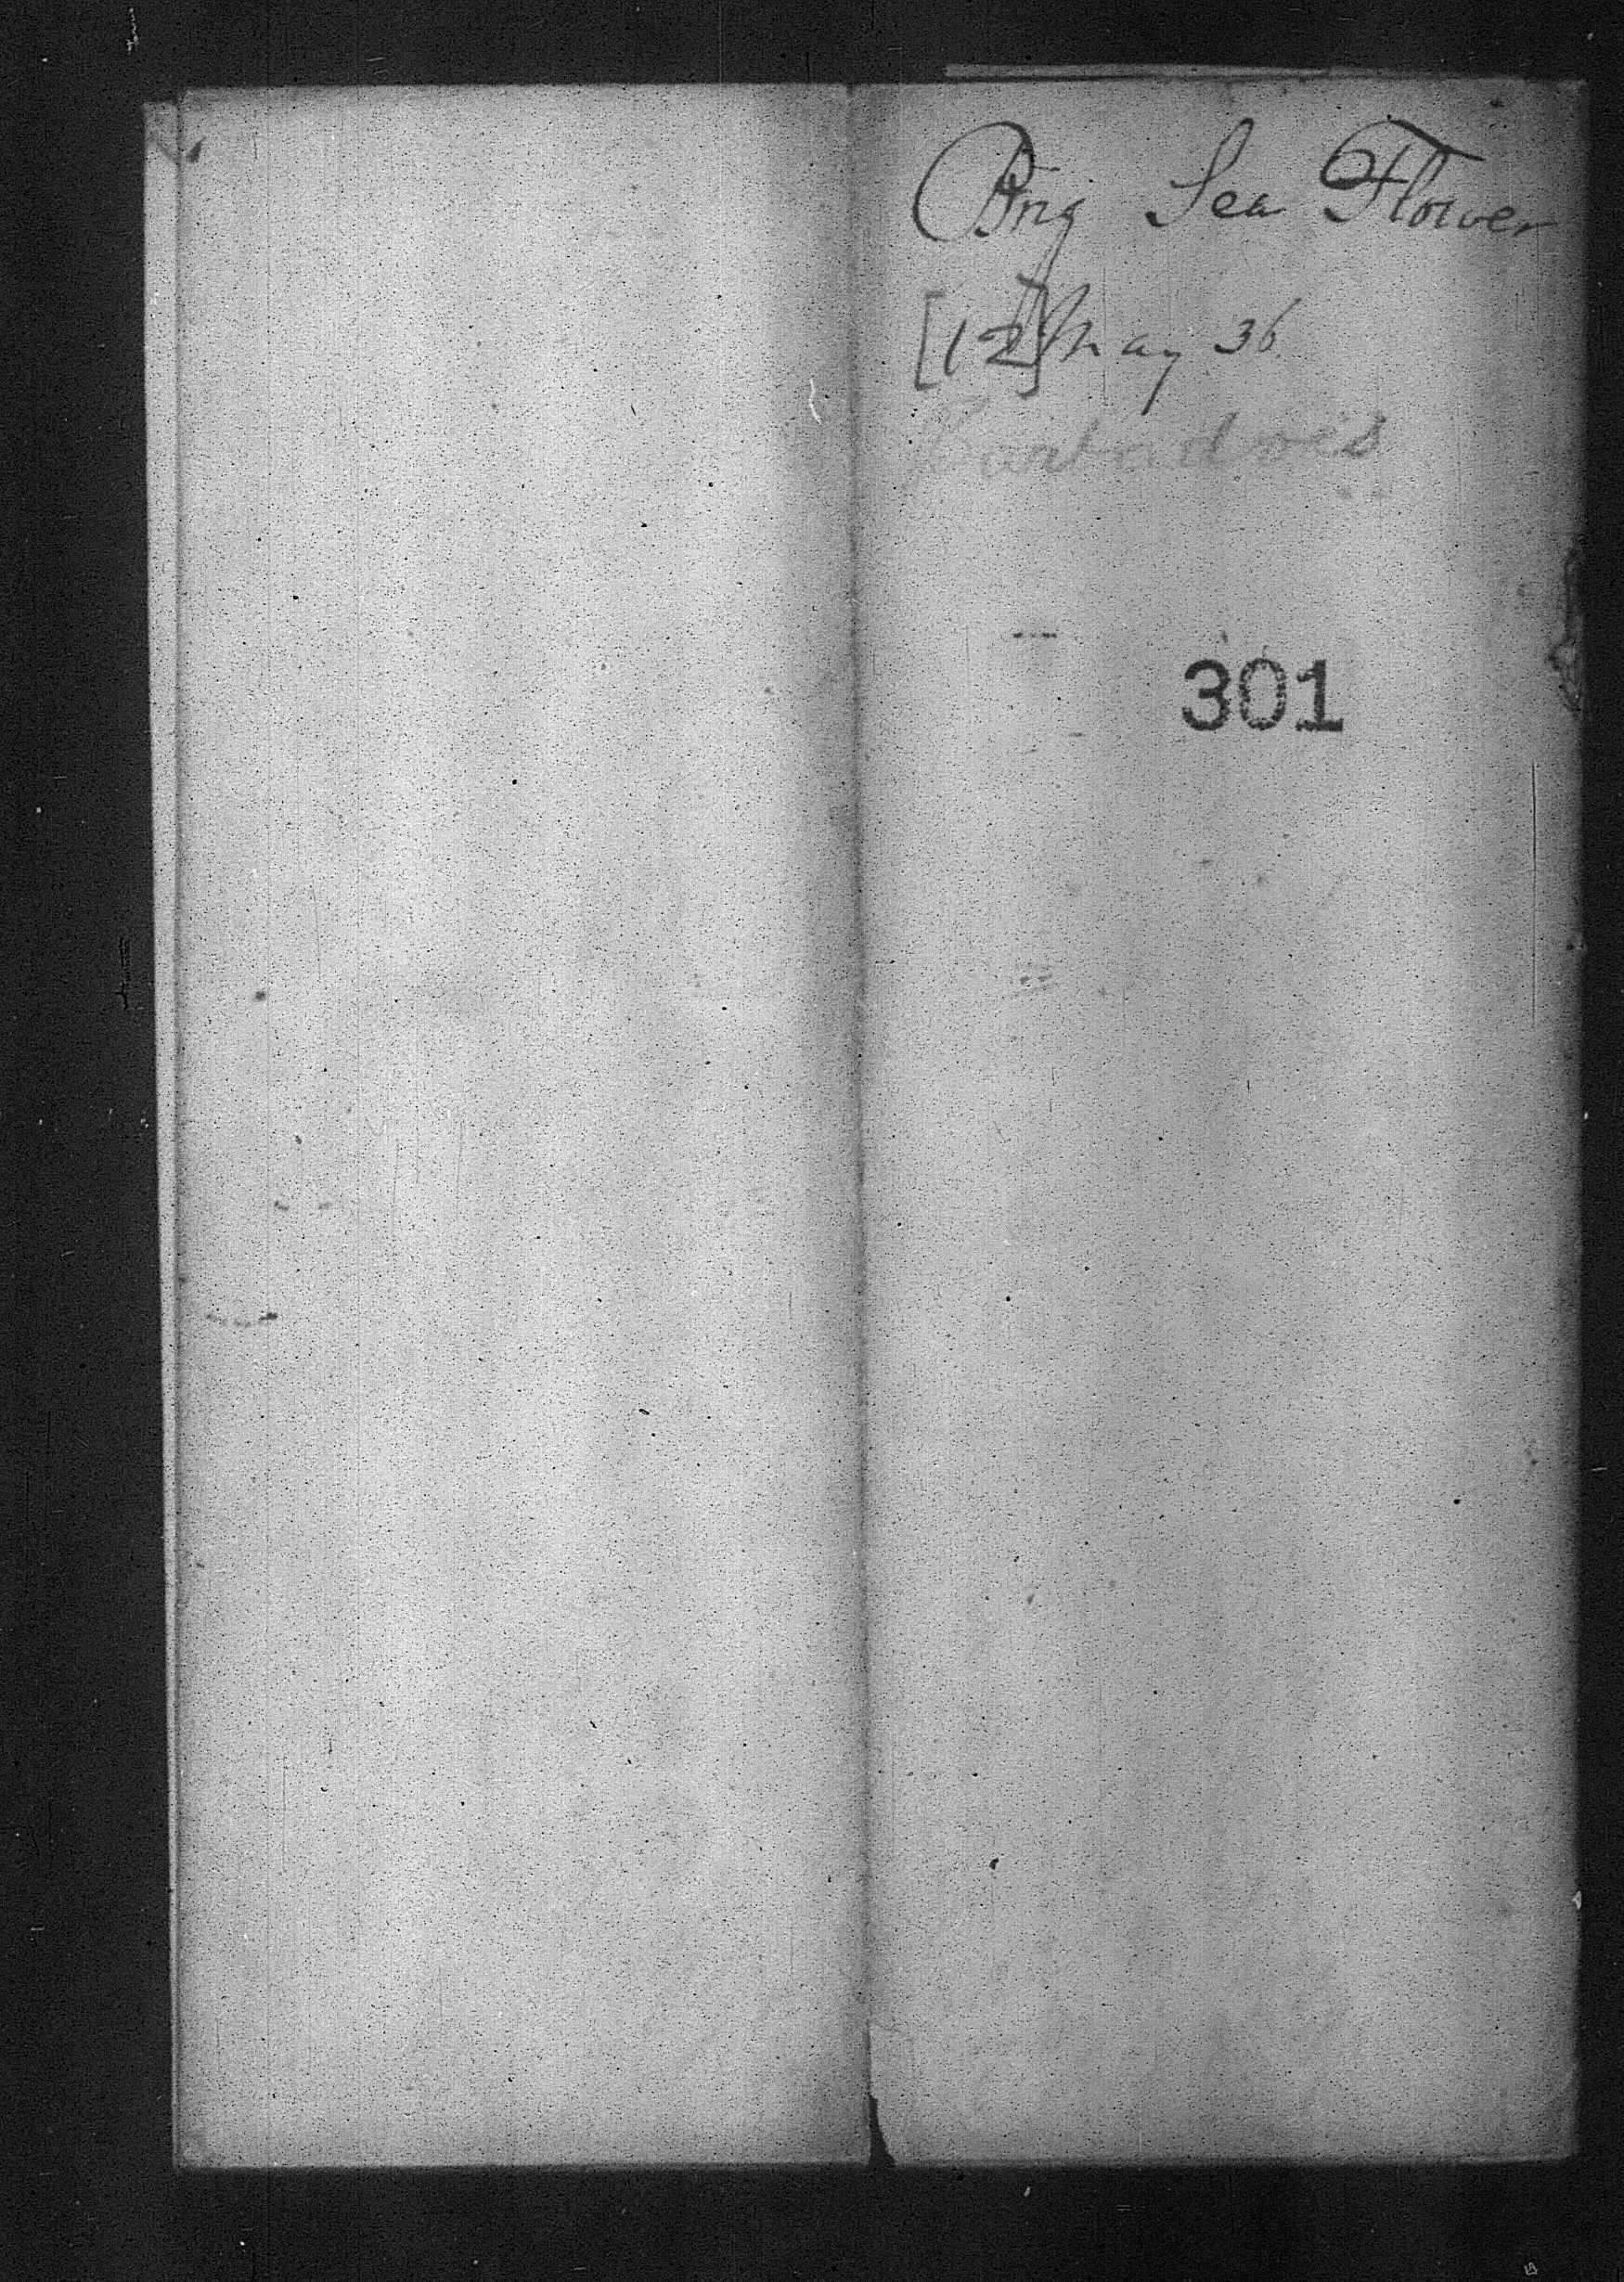 Brig Sea Flower
[12] May 36
Barbadoes
301